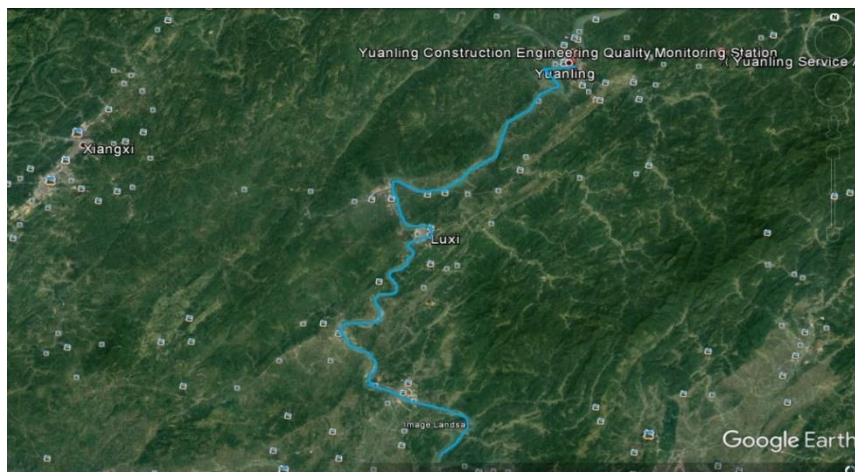 N
Yuanling Construction Engineering Quality Monitoring Station
Yuanling
(Yuanling Service A
Xiangxi
Luxi
Image Landsa
Google Earth